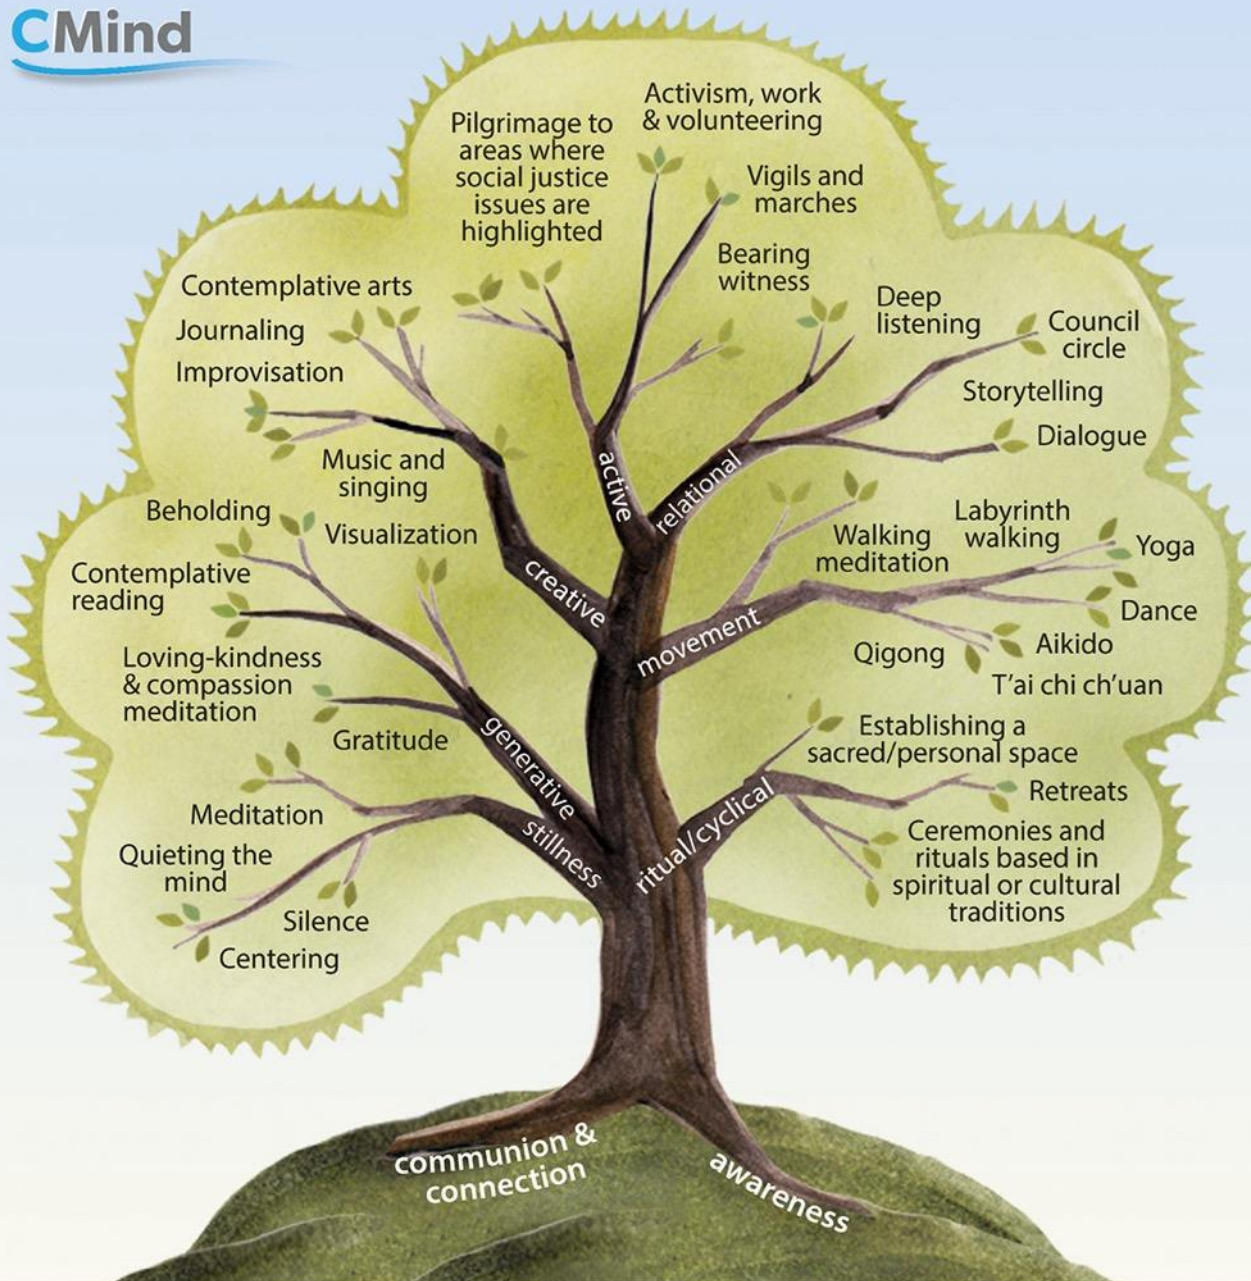 CMind
Activism, work
& volunteering
Pilgrimage to
areas where
social justice
issues are
highlighted
Vigils and
marches
Bearing
witness
Contemplative arts
Journaling
Improvisation
Deep
listening
Council
circle
Storytelling
Dialogue
Music and
singing
active
relational
Beholding
Visualization
Walking
meditation
Labyrinth
walking
Yoga
Contemplative
reading
creative
movement
Dance
Qigong
Aikido
T'ai chi ch'uan
Loving-kindness
& compassion
meditation
Gratitude
generative
Establishing a
sacred/personal space
Retreats
Meditation
stillness
ritual/cyclical
Quieting the
mind
Silence
Centering
Ceremonies and
rituals based in
spiritual or cultural
traditions
communion &
connection
awareness